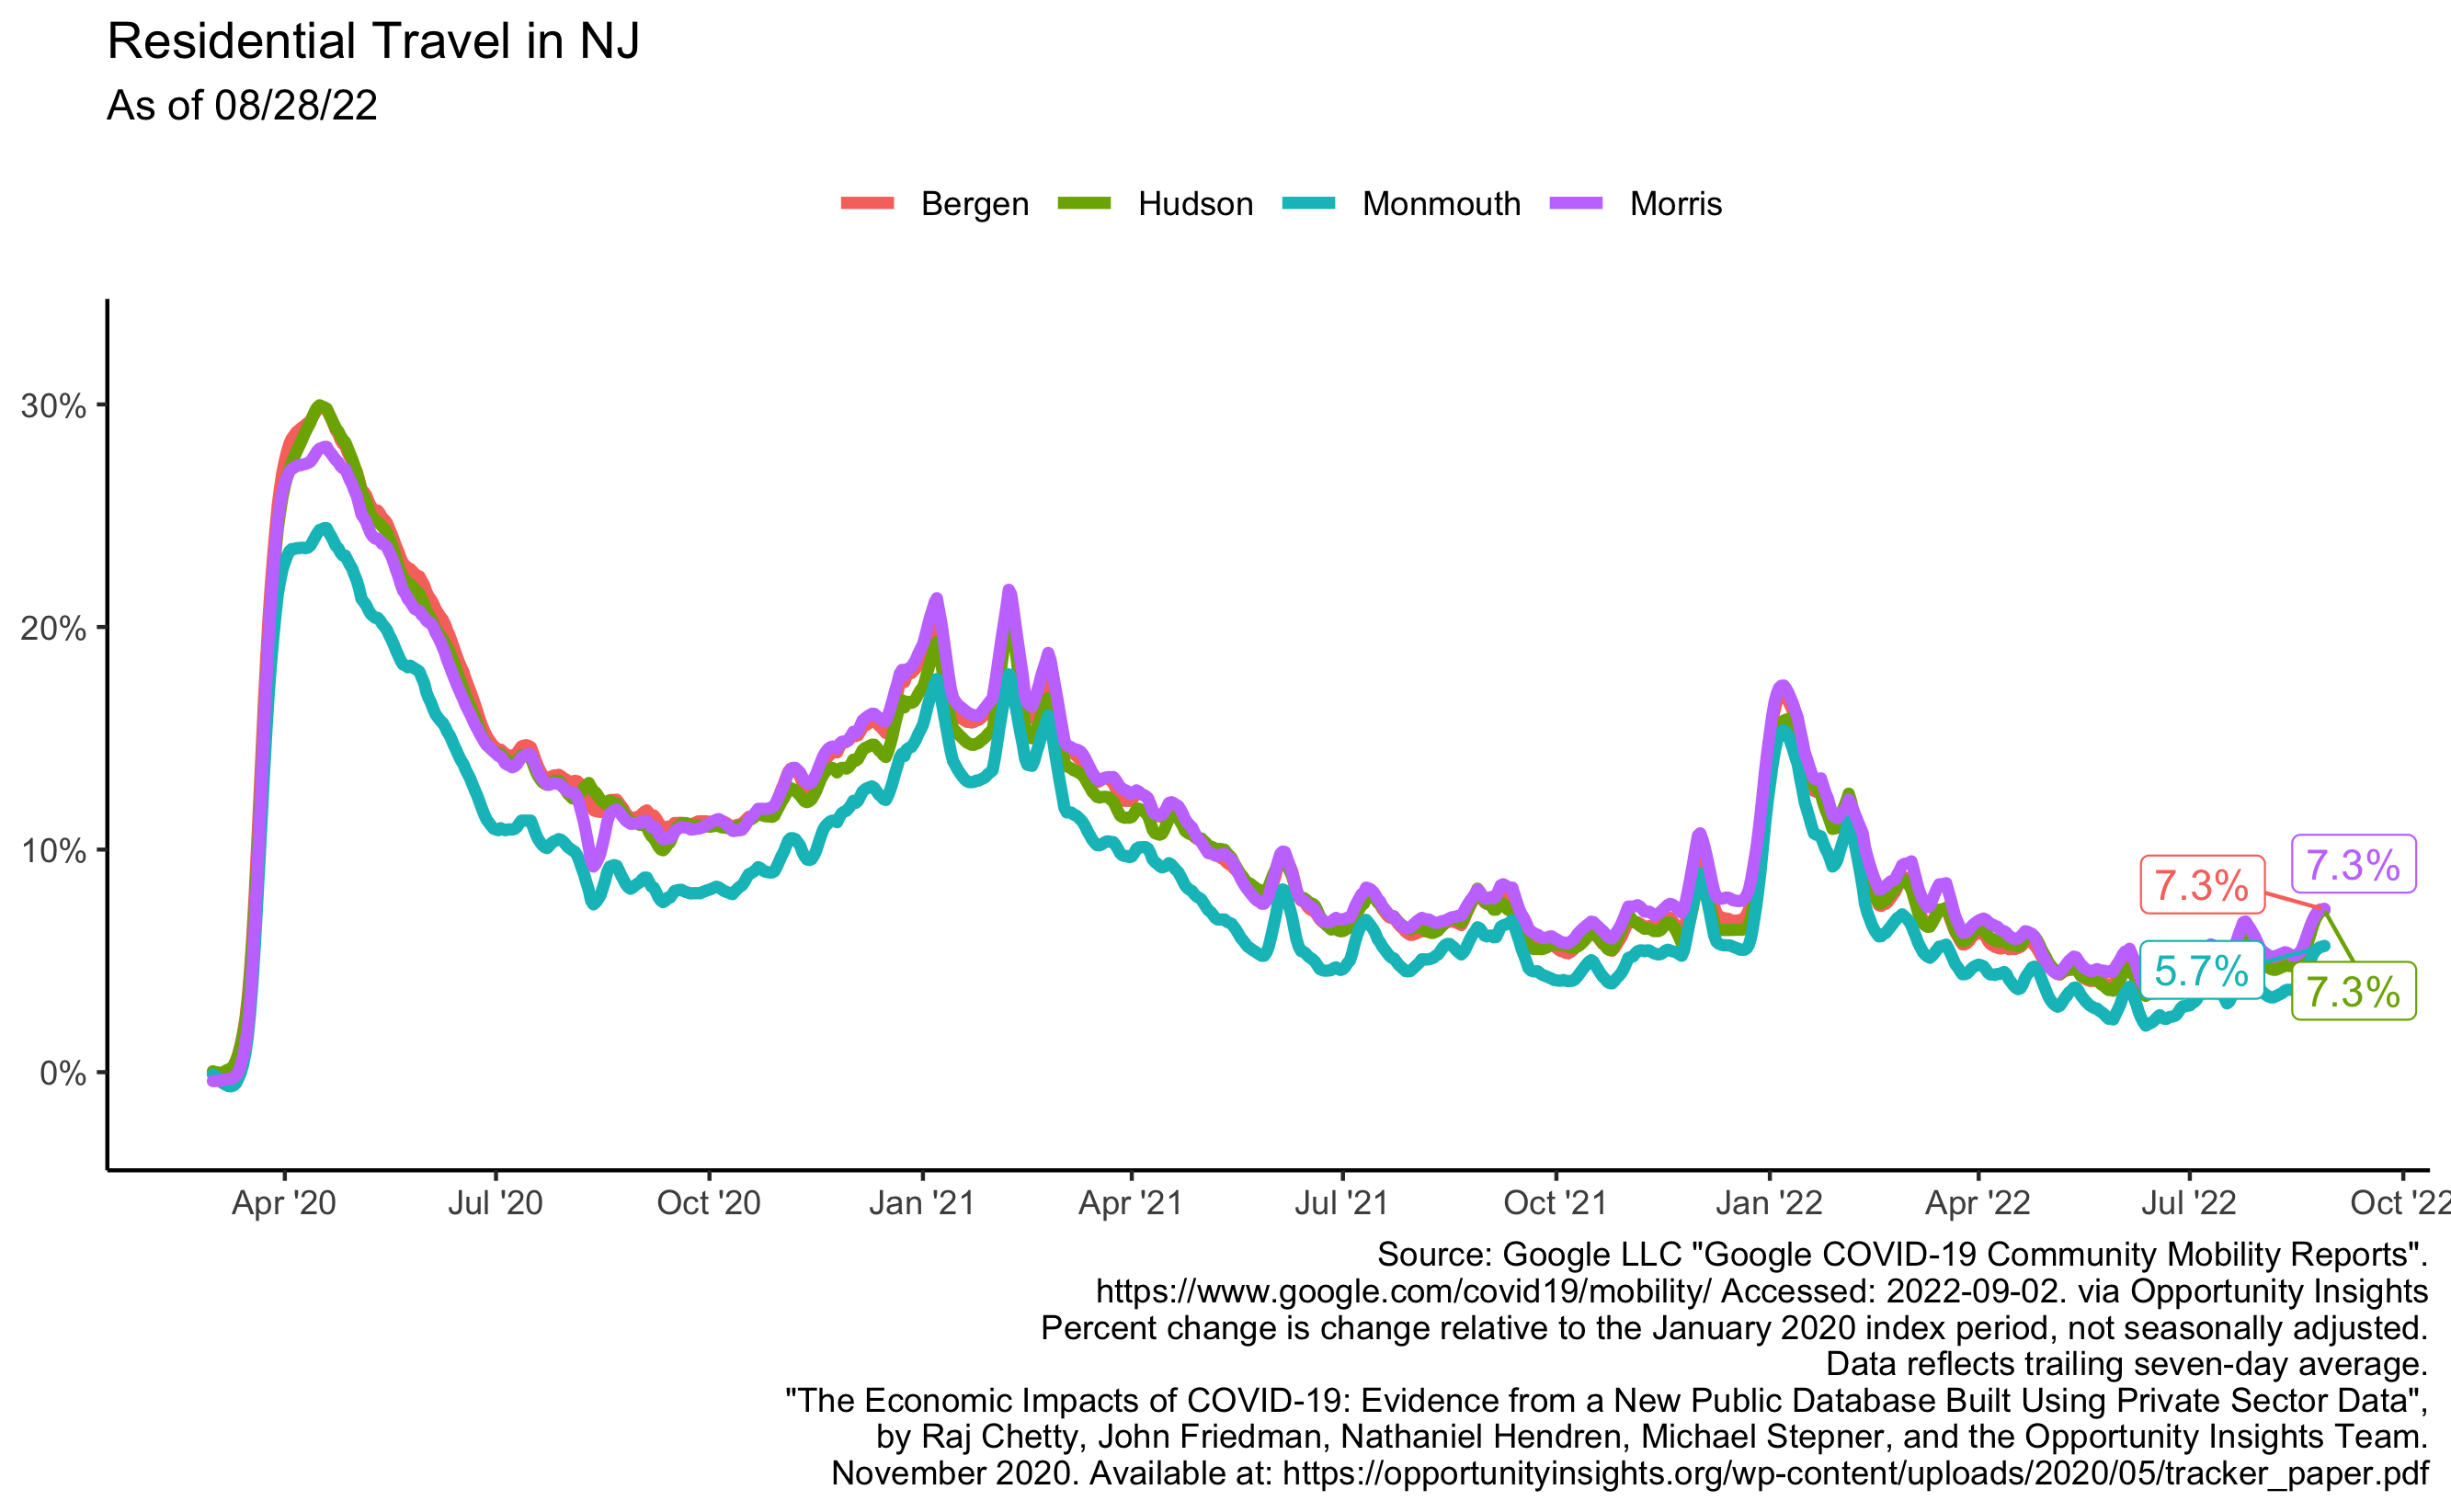 Residential Travel in NJ
As of 08/28/22
Bergen Hudson Monmouth Morris
30%
20%
10%
0%
7.3%
7.3%
5.7%
7.3%
Apr '20 Jul '20 Oct '20 Jan '21 Apr '21 Jul '21 Oct '21 Jan '22 Apr '22 Jul '22 Oct '22
Source: Google LLC "Google COVID-19 Community Mobility Reports".
https://www.google.com/covid19/mobility/ Accessed: 2022-09-02. via Opportunity Insights
Percent change is change relative to the January 2020 index period, not seasonally adjusted.
Data reflects trailing seven-day average.
"The Economic Impacts of COVID-19: Evidence from a New Public Database Built Using Private Sector Data",
by Raj Chetty, John Friedman, Nathaniel Hendren, Michael Stepner, and the Opportunity Insights Team.
November 2020. Available at: https://opportunityinsights.org/wp-content/uploads/2020/05/tracker_paper.pdf